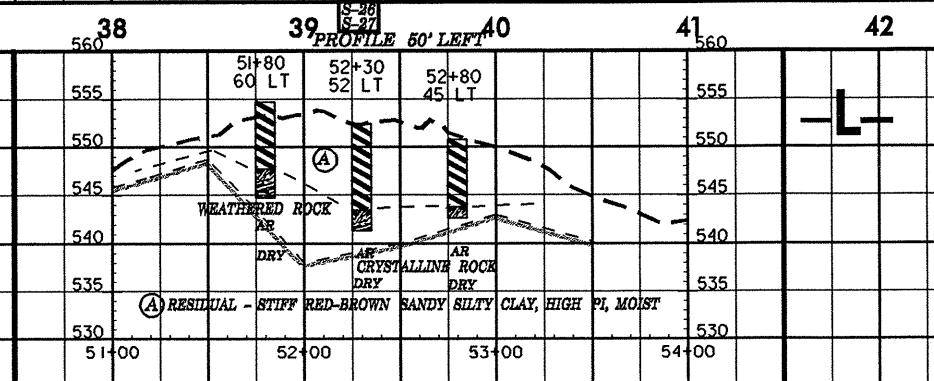 S-26
S-27
38 39 40 41 42
PROFILE 50' LEFT
560 560
51+80 52+30 52+80
60 LT 52 LT 45 LT
555 555
L
550 550
A
545 545
WEATHERED ROCK
AR
540 540
DRY AR AR
CRYSTALLINE ROCK
DRY DRY
535 535
A RESIDUAL - STIFF RED-BROWN SANDY SILTY CLAY, HIGH PI, MOIST
530 530
51+00 52+00 53+00 54+00